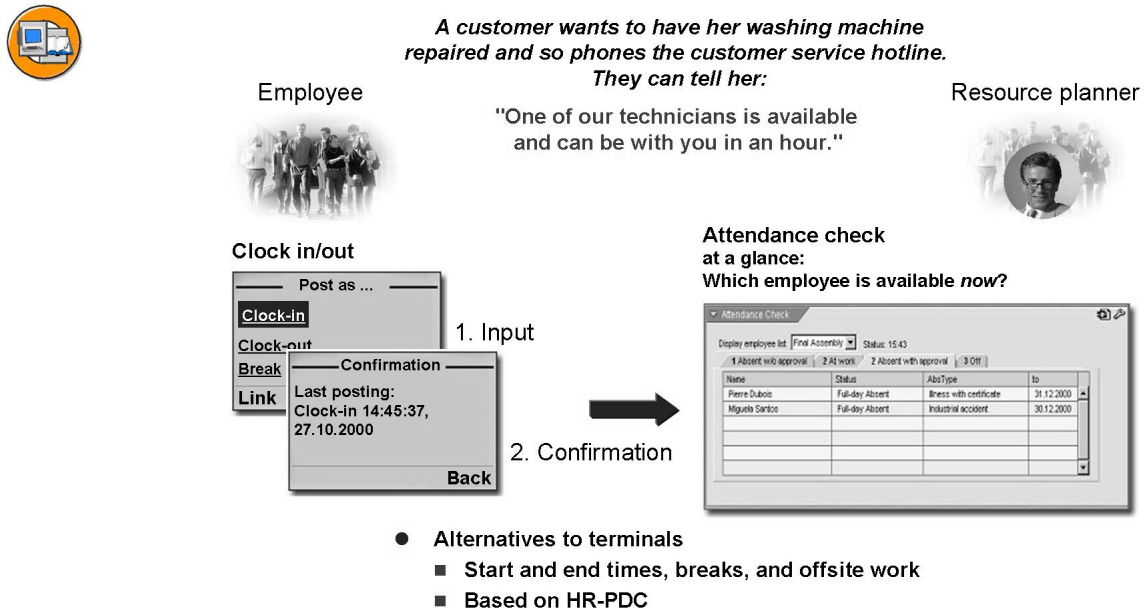 A customer wants to have her washing machine
repaired and so phones the customer service hotline.
They can tell her:
Employee
Resource planner
"One of our technicians is available
and can be with you in an hour."
Clock in/out
Post as ...
Clock-in
Clock-out
Break
Link
1. Input
Confirmation
Last posting:
Clock-in 14:45:37,
27.10.2000
Back
2. Confirmation
Attendance check
at a glance:
Which employee is available now?
Attendance Check
Display employee list Final Assembly Status: 15:43
1 Absent w/o approval 2 At work 2 Absent with approval 3 Off
Name Status AbsType to
Pierre Dubois Full-day Absent Illness with certificate 31.12.2000
Miguela Santos Full-day Absent Industrial accident 30.12.2000
Alternatives to terminals
Start and end times, breaks, and offsite work
Based on HR-PDC